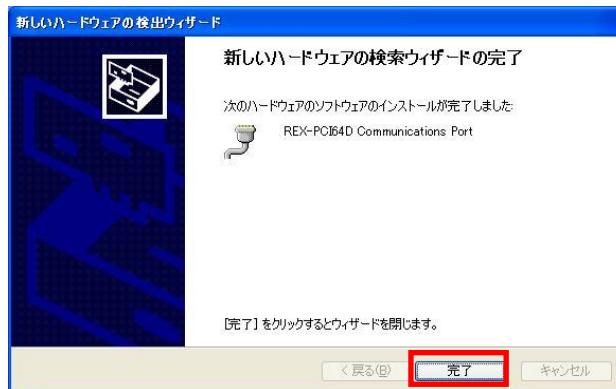 新しいハードウェアの検出ウィザード
新しいハードウェアの検索ウィザードの完了
次のハードウェアのソフトウェアのインストールが完了しました:
REX-PCI64D Communications Port
[完了] をクリックするとウィザードを閉じます。
< 戻る(B)
完了
キャンセル